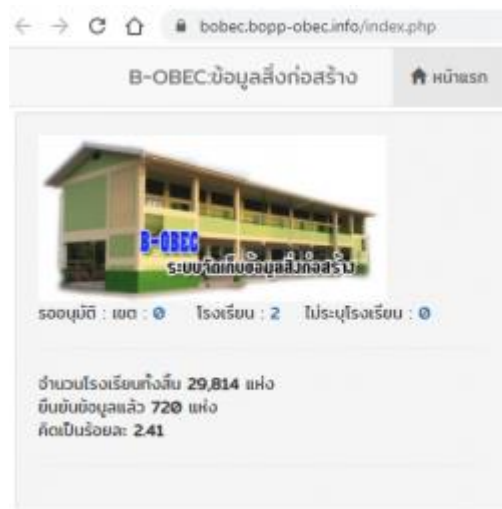 bobec.bopp-obec.info/index.php
B-OBEC:ข้อมูลสิ่งก่อสร้าง หน้าแรก
B-OBEC
ระบบจัดเก็บข้อมูลสิ่งก่อสร้าง
รออนุมัติ : เขต : 0 โรงเรียน : 2 ไม่ระบุโรงเรียน : 0
จำนวนโรงเรียนทั้งสิ้น 29,814 แห่ง
ยืนยันข้อมูลแล้ว 720 แห่ง
คิดเป็นร้อยละ 2.41